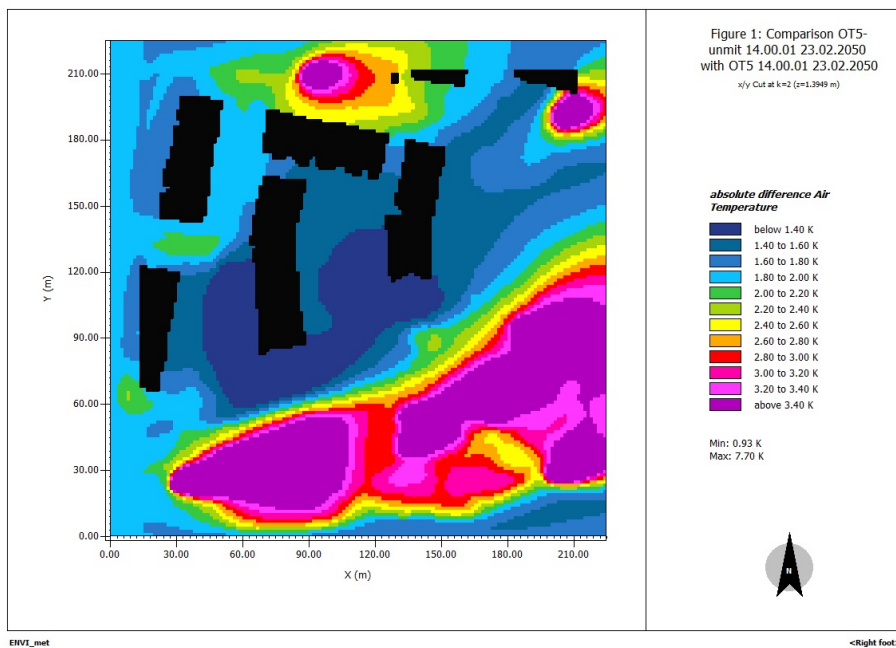 Figure 1: Comparison OT5-
unmit 14.00.01 23.02.2050
with OT5 14.00.01 23.02.2050
x/y Cut at k=2 (z=1.3949 m)
absolute difference Air
Temperature
below 1.40 K
1.40 to 1.60 K
1.60 to 1.80 K
1.80 to 2.00 K
2.00 to 2.20 K
2.20 to 2.40 K
2.40 to 2.60 K
2.60 to 2.80 K
2.80 to 3.00 K
3.00 to 3.20 K
3.20 to 3.40 K
above 3.40 K
Min: 0.93 K
Max: 7.70 K
N
210.00
180.00
150.00
120.00
90.00
60.00
30.00
0.00
Y (m)
0.00 30.00 60.00 90.00 120.00 150.00 180.00 210.00
X (m)
ENVI_met
<Right foot